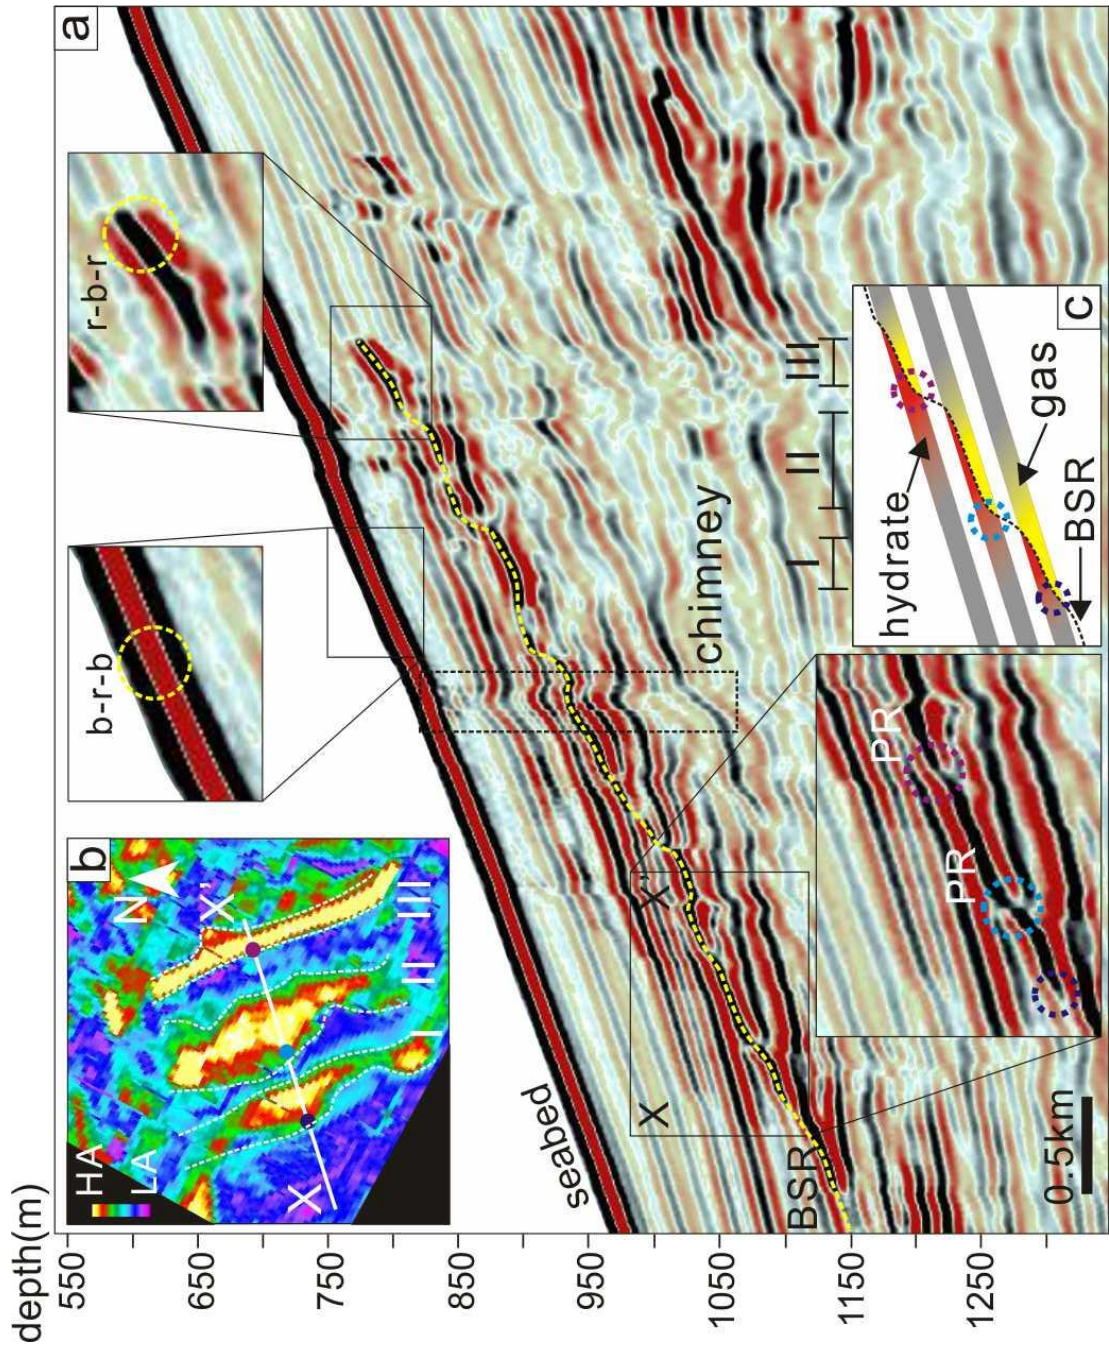 depth(m)
550
650
750
850
950
1050
1150
1250
a
b
HA
LA
N
X
X'
I
II
III
b-r-b
r-b-r
seabed
X
X'
BSR
0.5km
chimney
I
II
III
PR
PR
c
hydrate
gas
BSR